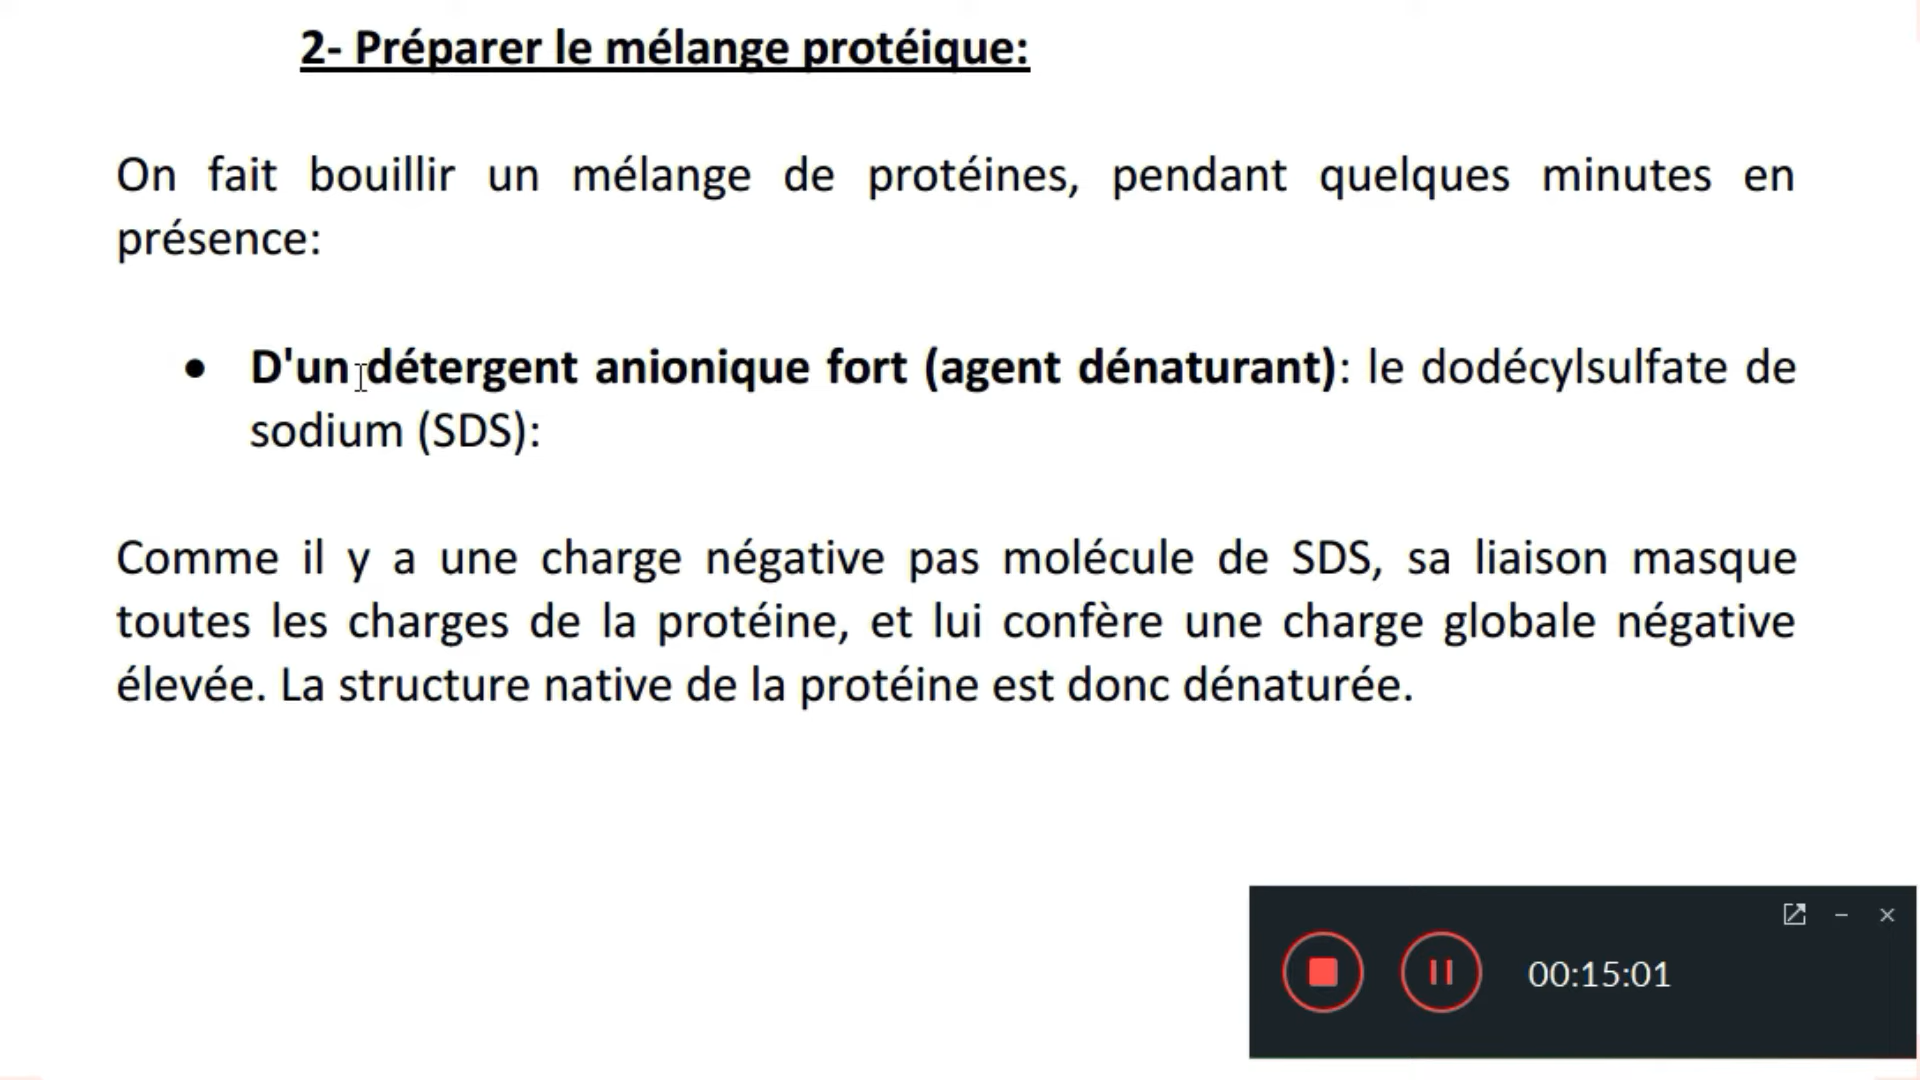 2- Préparer le mélange protéique:
On fait bouillir un mélange de protéines, pendant quelques minutes en
présence:
• D'un détergent anionique fort (agent dénaturant): le dodécylsulfate de
sodium (SDS):
Comme il y a une charge négative pas molécule de SDS, sa liaison masque
toutes les charges de la protéine, et lui confère une charge globale négative
élevée. La structure native de la protéine est donc dénaturée.
00:15:01